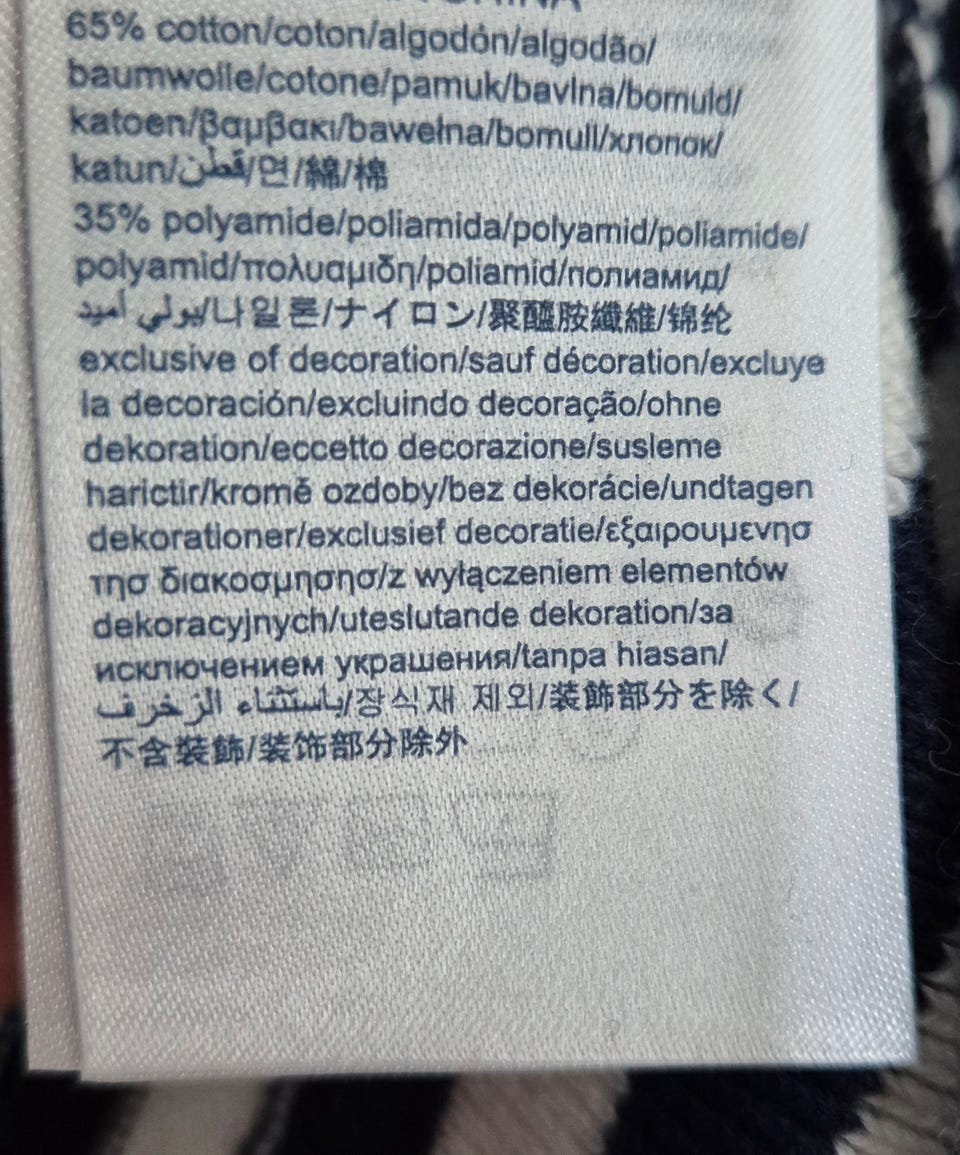 65% cotton/coton/algodón/algodão/
baumwolle/cotone/pamuk/bavlna/bomuld/
katoen/βαμβακι/bawełna/bomull/хлопок/
katun/قطن/면/綿/棉
35% polyamide/poliamida/polyamid/poliamide/
polyamid/πολυαμιδη/poliamid/полиамид/
بولي أميد/나일론/ナイロン/聚醯胺纖維/锦纶
exclusive of decoration/sauf décoration/excluye
la decoración/excluindo decoração/ohne
dekoration/eccetto decorazione/susleme
harictir/kromě ozdoby/bez dekorácie/undtagen
dekorationer/exclusief decoratie/εξαιρουμενησ
τησ διακοσμησησ/z wyłączeniem elementów
dekoracyjnych/uteslutande dekoration/за
исключением украшения/tanpa hiasan/
باستثناء الزخرف/장식재 제외/装飾部分を除く/
不含裝飾/装饰部分除外